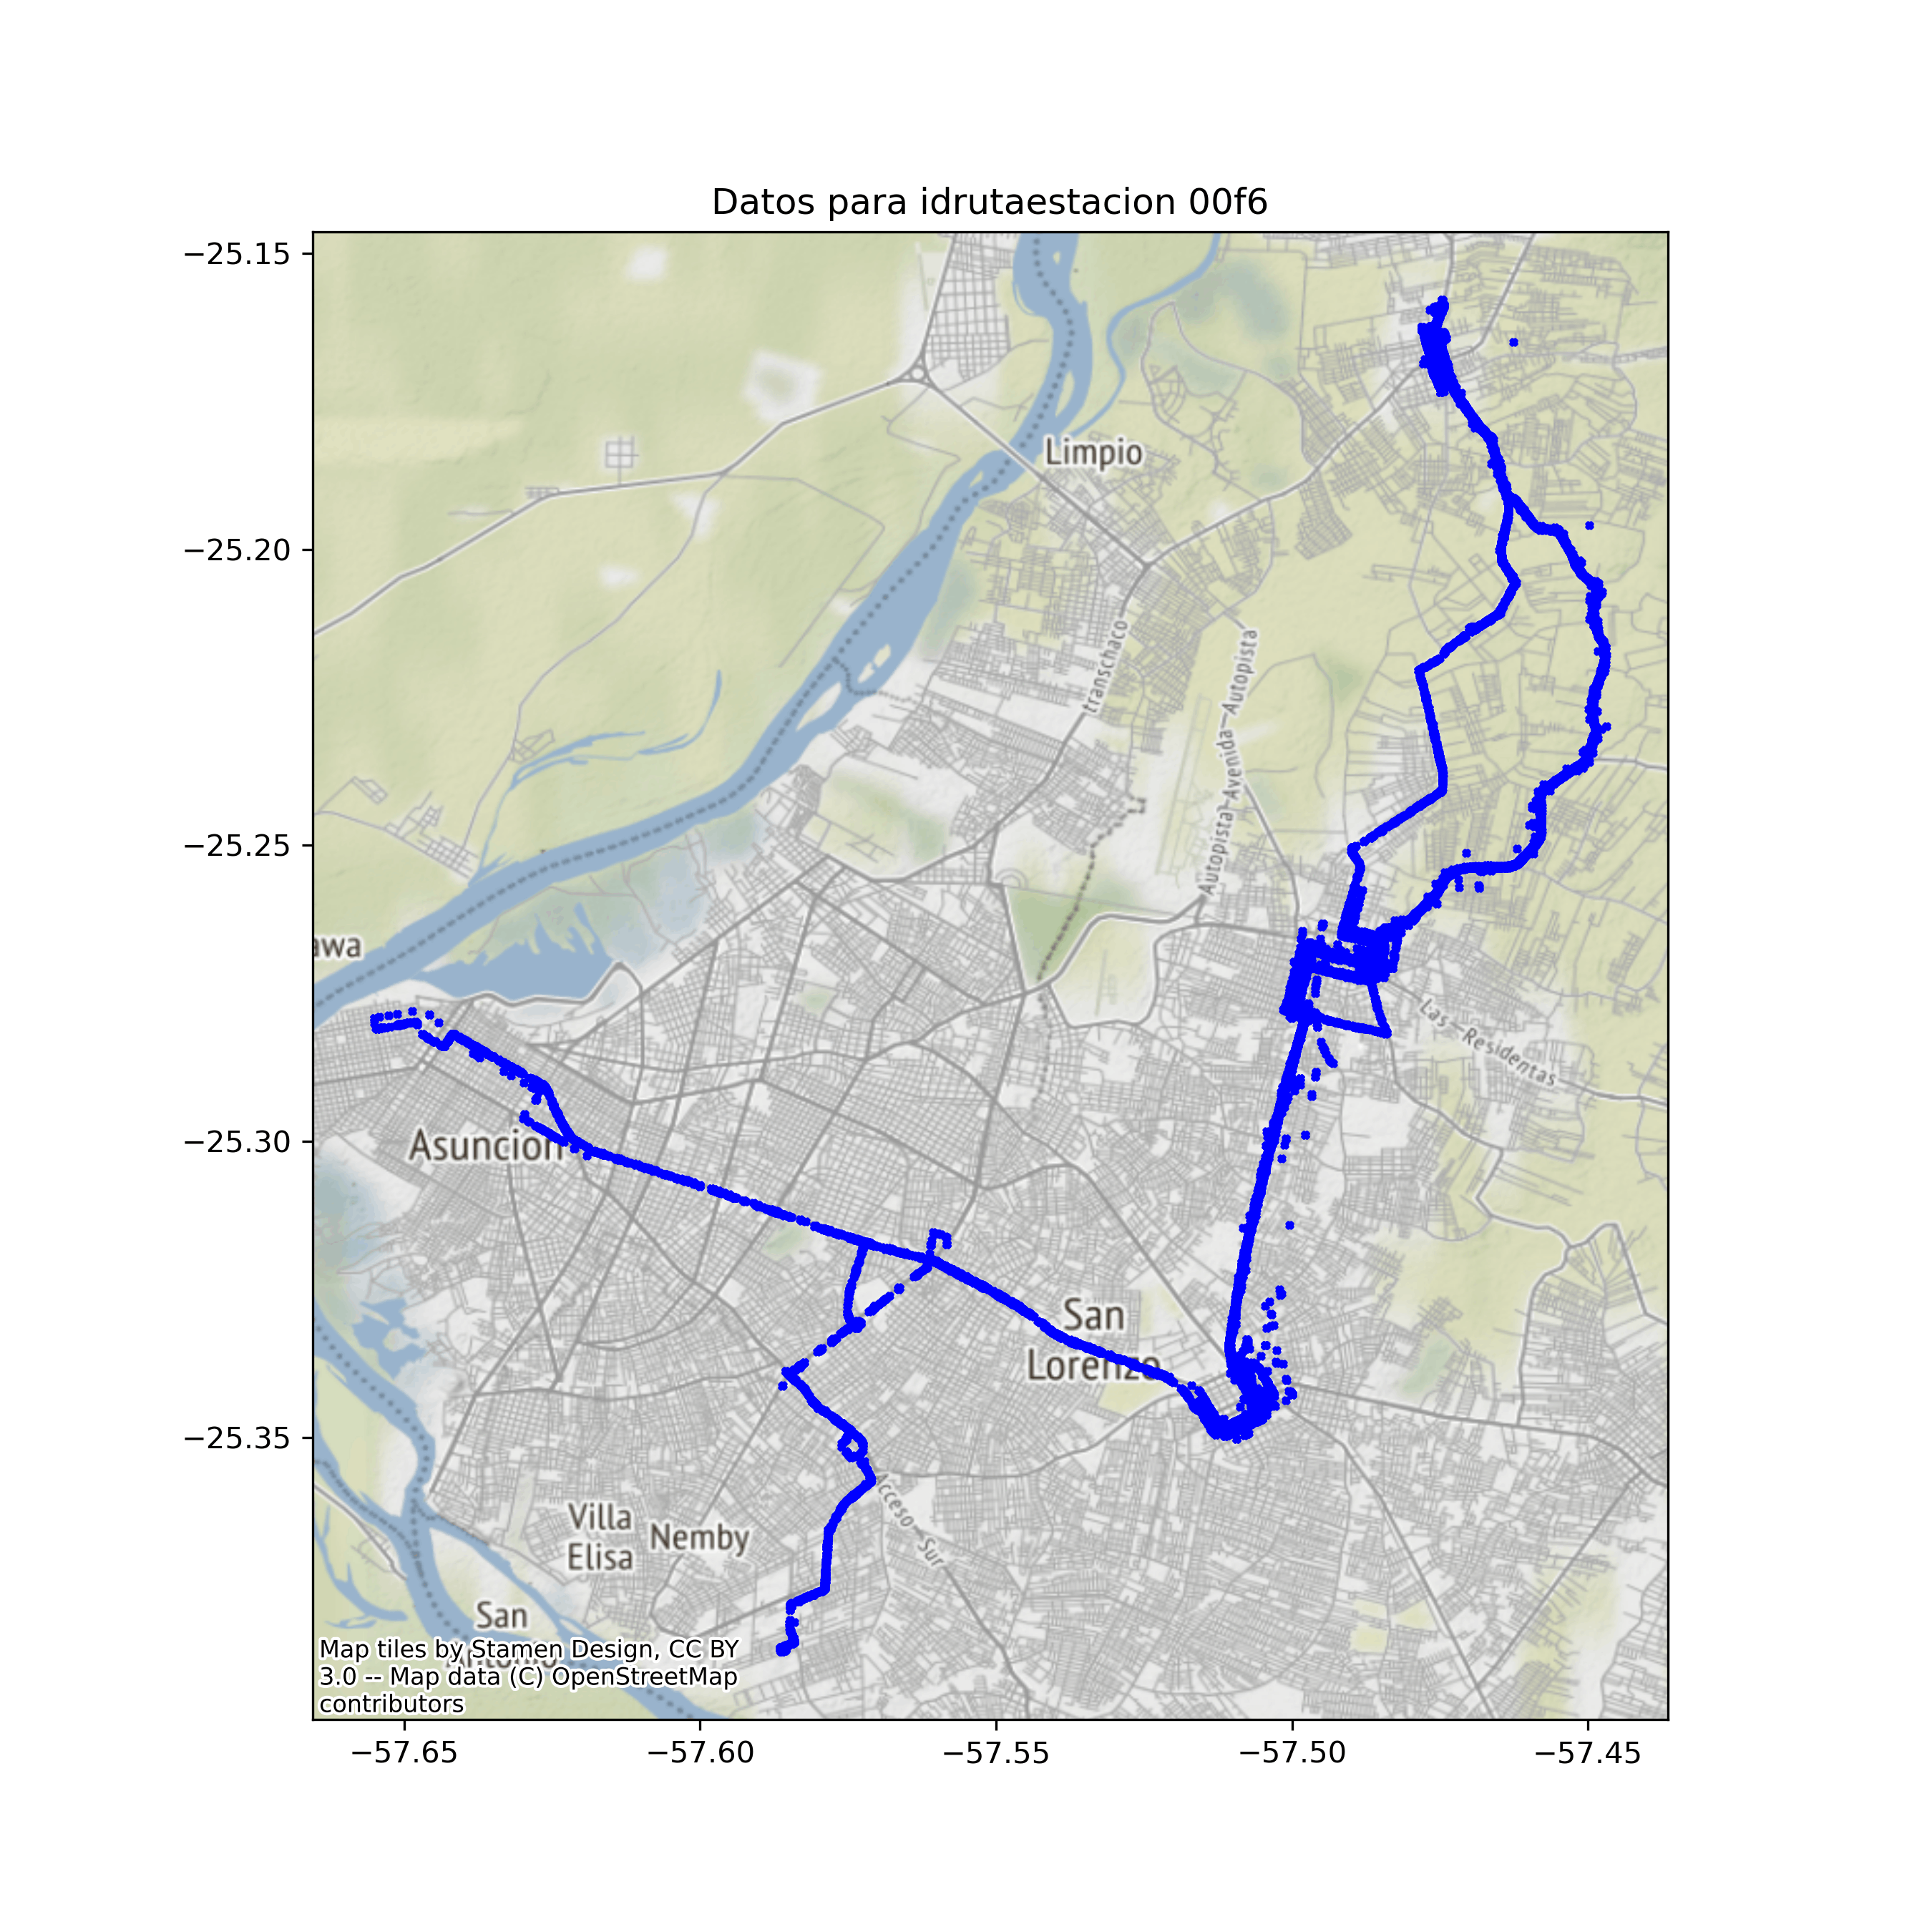 Datos para idrutaestacion 00f6
−25.15
−25.20
−25.25
−25.30
−25.35
Limpio
transchaco
Autopista Avenida Autopista
awa
Las Residentas
Asuncion
San
Lorenzo
Acceso Sur
Villa
Elisa
Nemby
San
Antonio
Map tiles by Stamen Design, CC BY
3.0 -- Map data (C) OpenStreetMap
contributors
−57.65
−57.60
−57.55
−57.50
−57.45